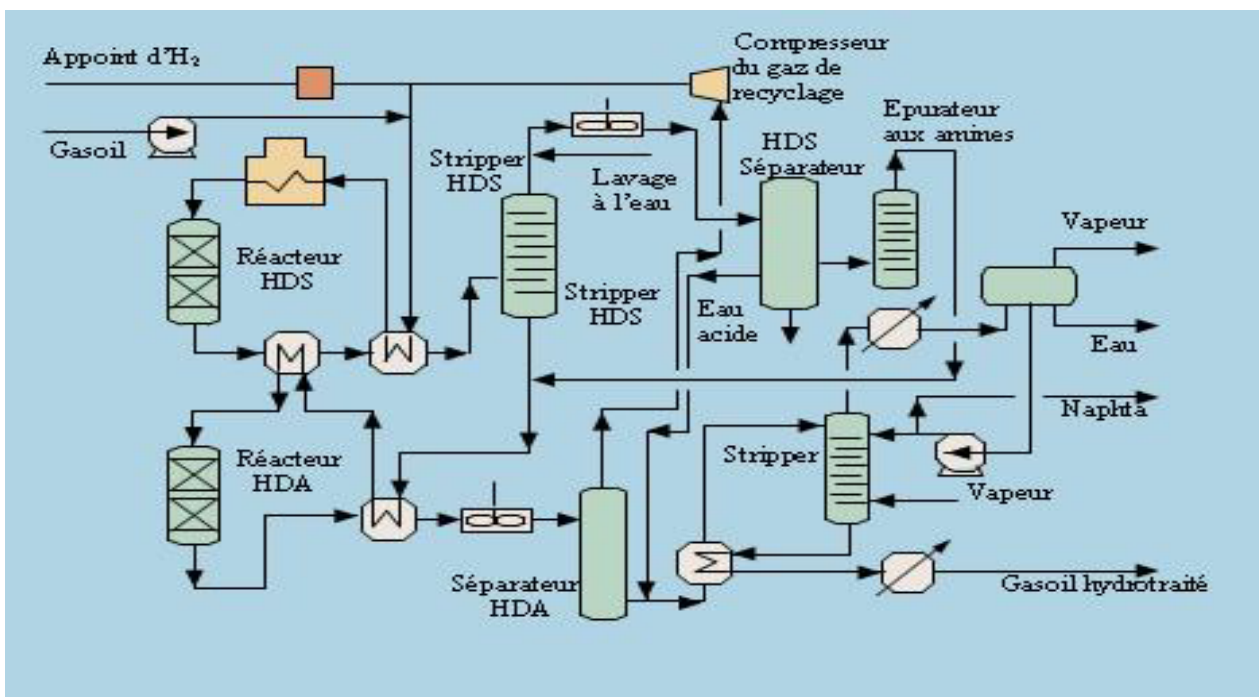 Appoint d'H₂
Compresseur
du gaz de
recyclage
Epurateur
aux amines
Gasoil
Stripper
HDS
HDS
Séparateur
Lavage
à l'eau
Vapeur
Réacteur
HDS
Stripper
HDS
Eau
acide
Eau
Naphta
Réacteur
HDA
Stripper
Vapeur
Séparateur
HDA
Gasoil hydrotraité